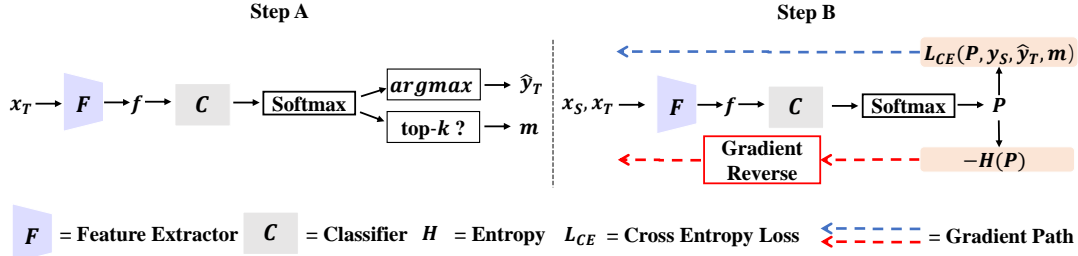 Step A
Step B
x_T F f C Softmax argmax ŷ_T
top-k ? m
L_CE(P, y_S, ŷ_T, m)
x_S, x_T F f C Softmax P
Gradient
Reverse
−H(P)
F = Feature Extractor C = Classifier H = Entropy L_CE = Cross Entropy Loss = Gradient Path